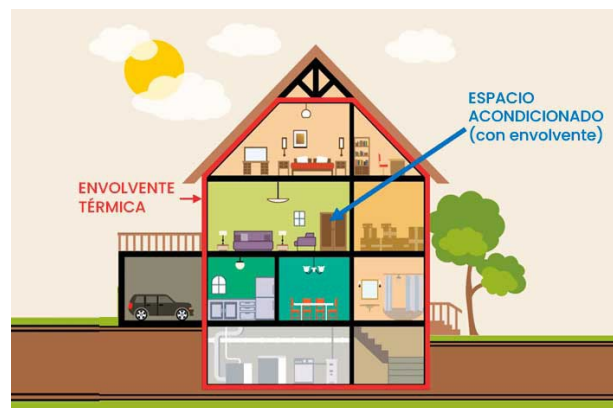 ESPACIO
ACONDICIONADO
(con envolvente)
ENVOLVENTE
TÉRMICA